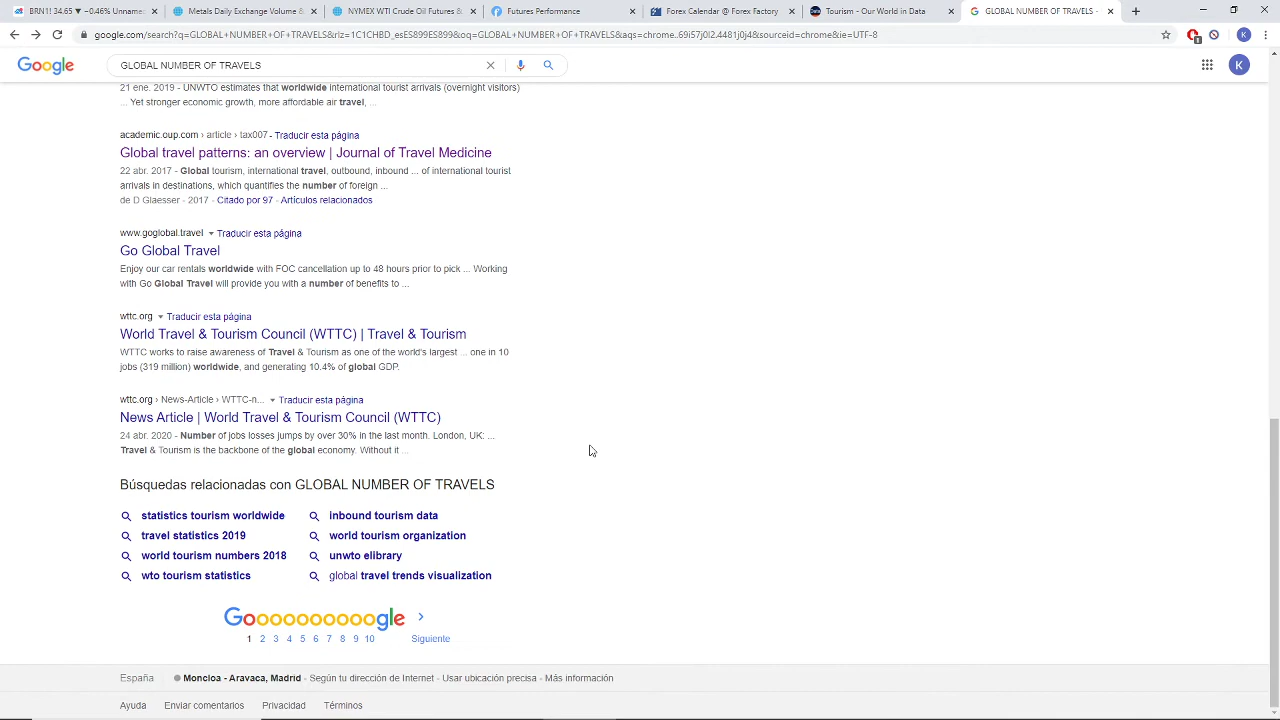 BRN1! 34.65 ▼ −0.46% Unname
Metals Daily Exchange Volume &
NYMEX WTI Crude Oil Futures &
Futures Performance
Forex Calendar @ Forex Factory
Tourism - Our World in Data
GLOBAL NUMBER OF TRAVELS -
google.com/search?q=GLOBAL+NUMBER+OF+TRAVELS&rlz=1C1CHBD_esES899ES899&oq=GLOBAL+NUMBER+OF+TRAVELS&aqs=chrome..69i57j0l2.4481j0j4&sourceid=chrome&ie=UTF-8
1
K
Google
GLOBAL NUMBER OF TRAVELS
K
21 ene. 2019 - UNWTO estimates that worldwide international tourist arrivals (overnight visitors)
... Yet stronger economic growth, more affordable air travel, ...
academic.oup.com › article › tax007 - Traducir esta página
Global travel patterns: an overview | Journal of Travel Medicine
22 abr. 2017 - Global tourism, international travel, outbound, inbound ... of international tourist
arrivals in destinations, which quantifies the number of foreign ...
de D Glaesser - 2017 - Citado por 97 - Artículos relacionados
www.goglobal.travel ▼ Traducir esta página
Go Global Travel
Enjoy our car rentals worldwide with FOC cancellation up to 48 hours prior to pick ... Working
with Go Global Travel will provide you with a number of benefits to ...
wttc.org ▼ Traducir esta página
World Travel & Tourism Council (WTTC) | Travel & Tourism
WTTC works to raise awareness of Travel & Tourism as one of the world's largest ... one in 10
jobs (319 million) worldwide, and generating 10.4% of global GDP.
wttc.org › News-Article › WTTC-n... ▼ Traducir esta página
News Article | World Travel & Tourism Council (WTTC)
24 abr. 2020 - Number of jobs losses jumps by over 30% in the last month. London, UK: ...
Travel & Tourism is the backbone of the global economy. Without it ...
Búsquedas relacionadas con GLOBAL NUMBER OF TRAVELS
statistics tourism worldwide
inbound tourism data
travel statistics 2019
world tourism organization
world tourism numbers 2018
unwto elibrary
wto tourism statistics
global travel trends visualization
Goooooooooogle ›
1 2 3 4 5 6 7 8 9 10 Siguiente
España
Moncloa - Aravaca, Madrid - Según tu dirección de Internet - Usar ubicación precisa - Más información
Ayuda Enviar comentarios Privacidad Términos